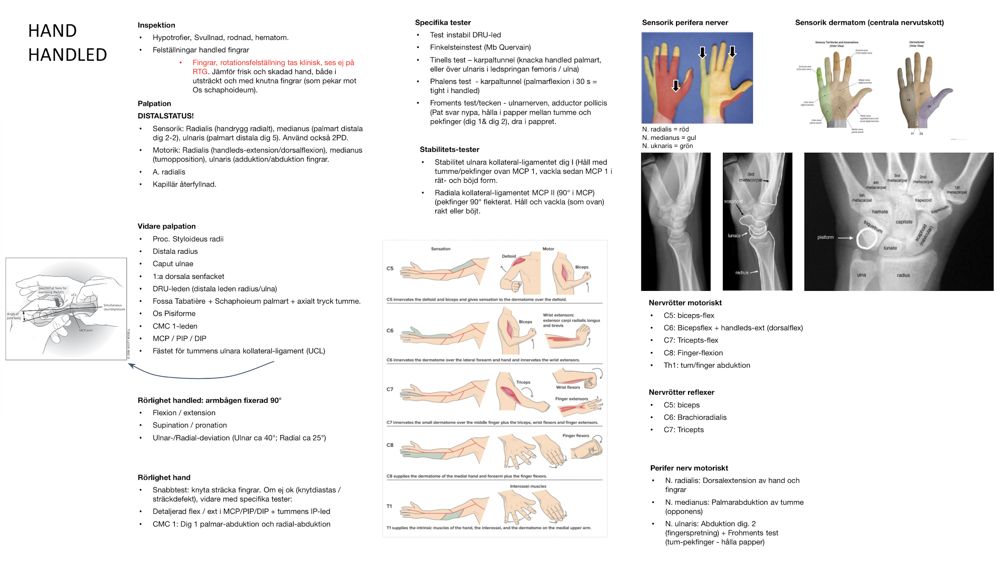 HAND
HANDLED
Inspektion
• Hypotrofier, Svullnad, rodnad, hematom.
• Felställningar handled fingrar
• Fingrar, rotationsfelställning tas klinisk, ses ej på
RTG. Jämför frisk och skadad hand, både i
utsträckt och med knutna fingrar (som pekar mot
Os schaphoideum).
Palpation
DISTALSTATUS!
• Sensorik: Radialis (handrygg radialt), medianus (palmart distala
dig 2-2), ulnaris (palmart distala dig 5). Använd också 2PD.
• Motorik: Radialis (handleds-extension/dorsalflexion), medianus
(tumopposition), ulnaris (adduktion/abduktion fingrar.
• A. radialis
• Kapillär återfyllnad.
Vidare palpation
• Proc. Styloideus radii
• Distala radius
• Caput ulnae
• 1:a dorsala senfacket
• DRU-leden (distala leden radius/ulna)
• Fossa Tabatière + Schaphoieum palmart + axialt tryck tumme.
• Os Pisiforme
• CMC 1-leden
• MCP / PIP / DIP
• Fästet för tummens ulnara kollateral-ligament (UCL)
Direction of force for
examining the UCL
UCL
Simultaneous
counterpressure
Angle of
joint laxity
MCP joint
© 2006 SCOTT BODELL
Rörlighet handled: armbågen fixerad 90°
• Flexion / extension
• Supination / pronation
• Ulnar-/Radial-deviation (Ulnar ca 40°; Radial ca 25°)
Rörlighet hand
• Snabbtest: knyta sträcka fingrar. Om ej ok (knytdiastas /
sträckdefekt), vidare med specifika tester:
• Detaljerad flex / ext i MCP/PIP/DIP + tummens IP-led
• CMC 1: Dig 1 palmar-abduktion och radial-abduktion
Specifika tester
• Test instabil DRU-led
• Finkelsteinstest (Mb Quervain)
• Tinells test – karpaltunnel (knacka handled palmart,
eller över ulnaris i ledspringan femoris / ulna)
• Phalens test - karpaltunnel (palmarflexion i 30 s =
tight i handled)
• Froments test/tecken - ulnarnerven, adductor pollicis
(Pat svar nypa, hålla i papper mellan tumme och
pekfinger (dig 1& dig 2), dra i pappret.
Stabilitets-tester
• Stabilitet ulnara kollateral-ligamentet dig I (Håll med
tumme/pekfinger ovan MCP 1, vackla sedan MCP 1 i
rät- och böjd form.
• Radiala kollateral-ligamentet MCP II (90° i MCP)
(pekfinger 90° flekterat. Håll och vackla (som ovan)
rakt eller böjt.
Sensation
Motor
C5
Deltoid
Biceps
C5 innervates the deltoid and biceps and gives sensation to the dermatome over the deltoid.
C6
Biceps
Wrist extensors:
extensor carpi radialis longus
and brevis
C6 innervates the dermatome over the lateral forearm and hand and innervates the wrist extensors.
C7
Triceps
Wrist flexors
Finger extensors
C7 innervates the small dermatome over the middle finger plus the triceps, wrist flexors and finger extensors.
C8
Finger flexors
C8 supplies the dermatome of the medial hand and forearm plus the finger flexors.
Interossei muscles
T1
T1 supplies the intrinsic muscles of the hand, the interossei, and the dermatome on the medial upper arm.
Sensorik perifera nerver
N. radialis = röd
N. medianus = gul
N. uknaris = grön
Sensorik dermatom (centrala nervutskott)
Sensory Territories and Innervations
(Volar View)
Exclusive area
of the median nerve
Exclusive area
of the ulnar nerve
Median nerve,
digital branches
Ulnar nerve,
digital branches
Radial nerve,
superficial branch and
dorsal digital branches
Ulnar nerve,
palmar branch
Median nerve,
palmar branch
Dermatomes
(Volar View)
C7
C8
C6
T1 C5
3rd
metacarpal
scaphoid
lunate
radius
3rd
metacarpal
2nd
metacarpal
4th
metacarpal
1st
metacarpal
5th
metacarpal
trapezoid
trapezium
hamate
capitate
triquetrum
scaphoid
(navicular)
pisiform
lunate
ulna
radius
Nervrötter motoriskt
• C5: biceps-flex
• C6: Bicepsflex + handleds-ext (dorsalflex)
• C7: Tricepts-flex
• C8: Finger-flexion
• Th1: tum/finger abduktion
Nervrötter reflexer
• C5: biceps
• C6: Brachioradialis
• C7: Tricepts
Perifer nerv motoriskt
• N. radialis: Dorsalextension av hand och
fingrar
• N. medianus: Palmarabduktion av tumme
(opponens)
• N. ulnaris: Abduktion dig. 2
(fingerspretning) + Frohments test
(tum-pekfinger - hålla papper)